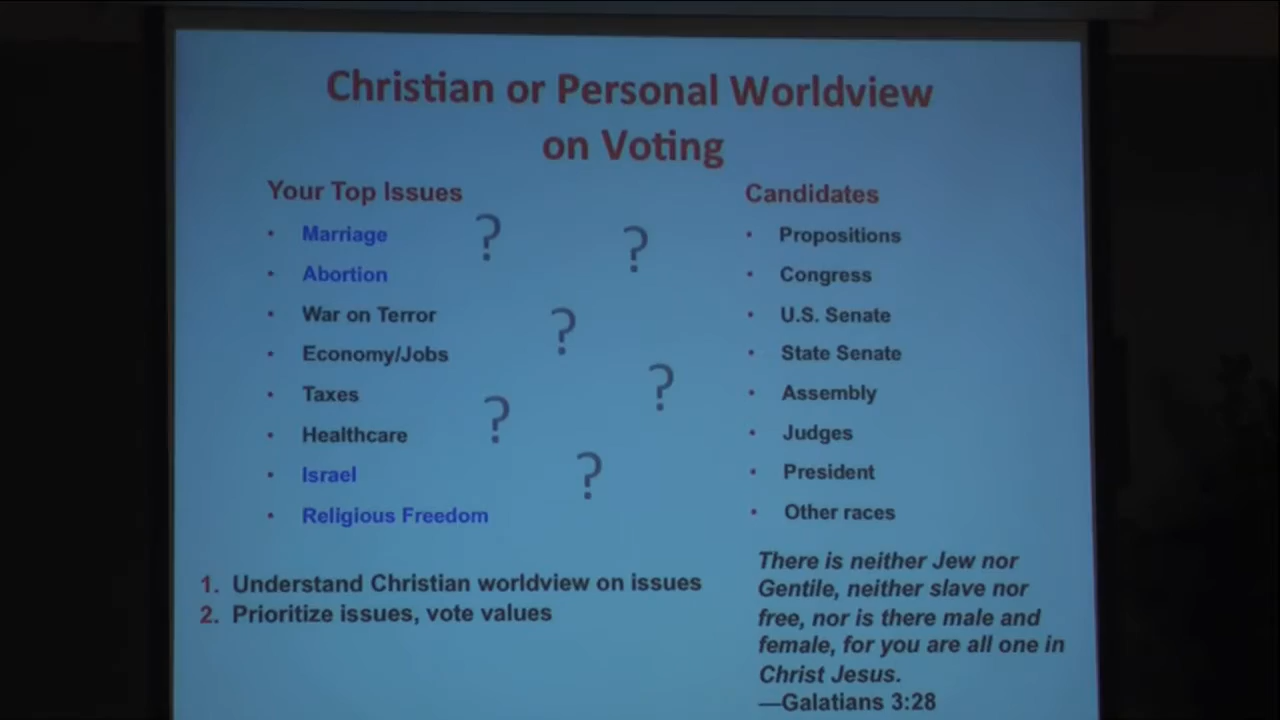 Christian or Personal Worldview
on Voting
Your Top Issues
• Marriage
• Abortion
• War on Terror
• Economy/Jobs
• Taxes
• Healthcare
• Israel
• Religious Freedom
?
?
?
?
?
?
Candidates
• Propositions
• Congress
• U.S. Senate
• State Senate
• Assembly
• Judges
• President
• Other races
1. Understand Christian worldview on issues
2. Prioritize issues, vote values
There is neither Jew nor
Gentile, neither slave nor
free, nor is there male and
female, for you are all one in
Christ Jesus.
—Galatians 3:28